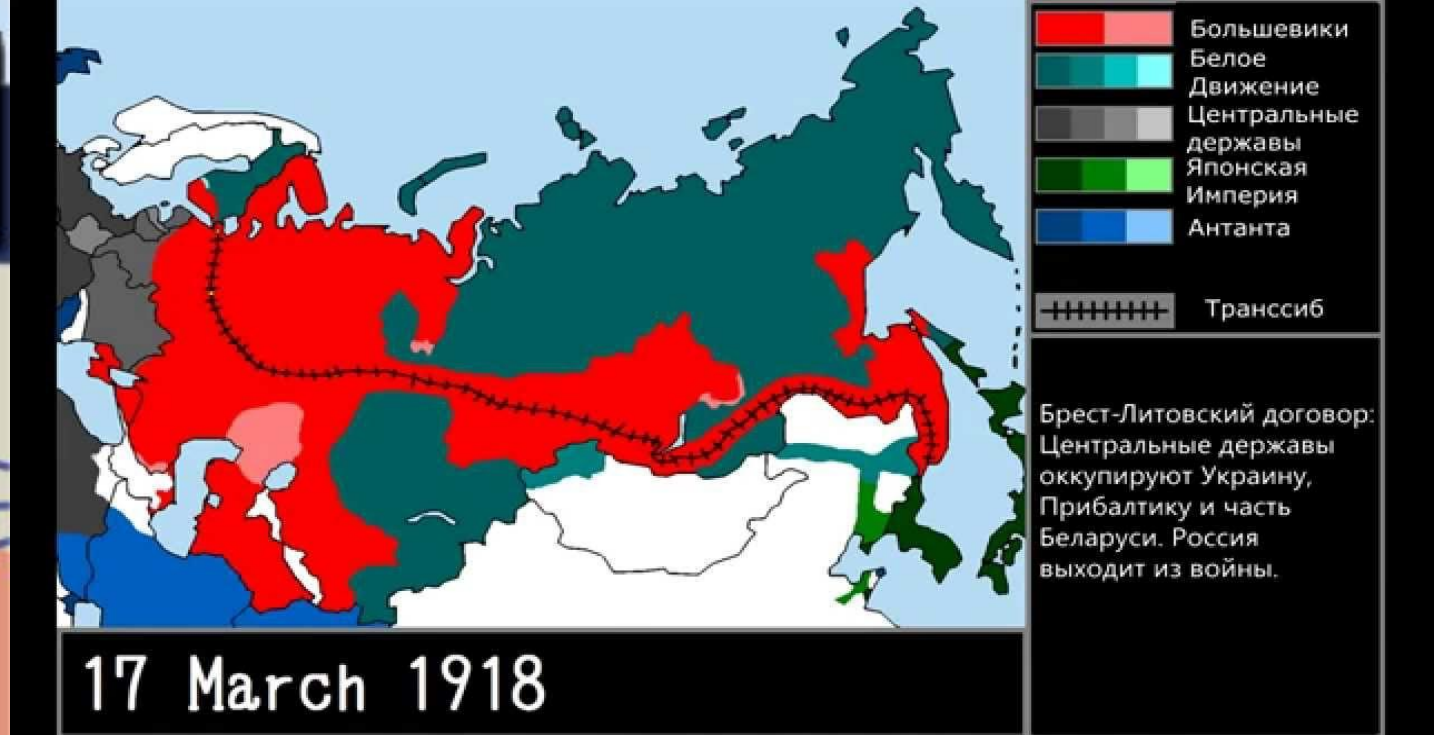 Большевики
Белое
Движение
Центральные
державы
Японская
Империя
Антанта
Транссиб
Брест-Литовский договор:
Центральные державы
оккупируют Украину,
Прибалтику и часть
Беларуси. Россия
выходит из войны.
17 March 1918